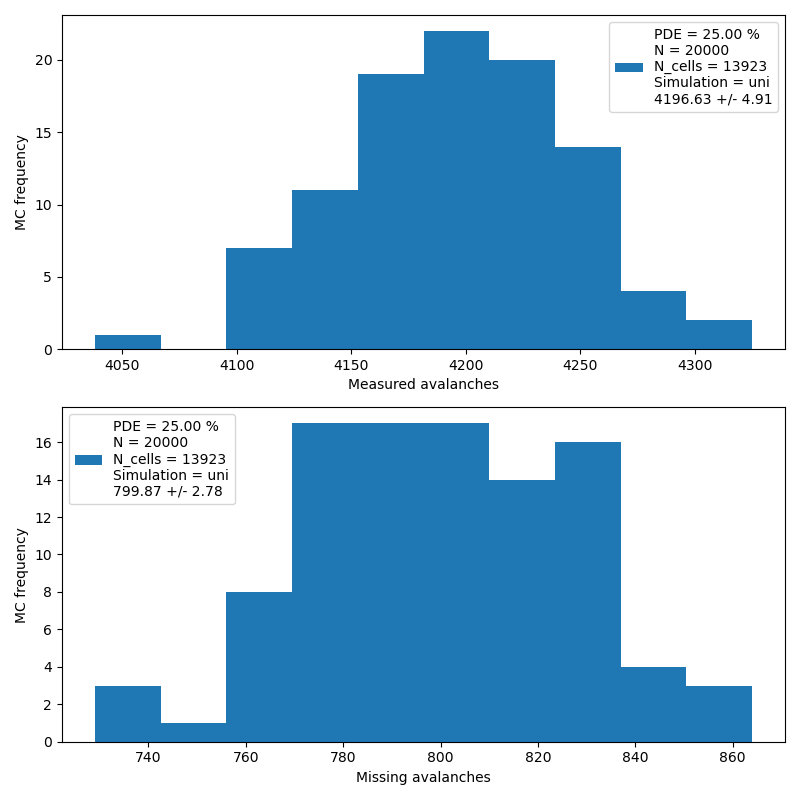 PDE = 25.00 %
N = 20000
N_cells = 13923
Simulation = uni
4196.63 +/- 4.91
MC frequency
20
15
10
5
0
4050 4100 4150 4200 4250 4300
Measured avalanches
PDE = 25.00 %
N = 20000
N_cells = 13923
Simulation = uni
799.87 +/- 2.78
MC frequency
16
14
12
10
8
6
4
2
0
740 760 780 800 820 840 860
Missing avalanches